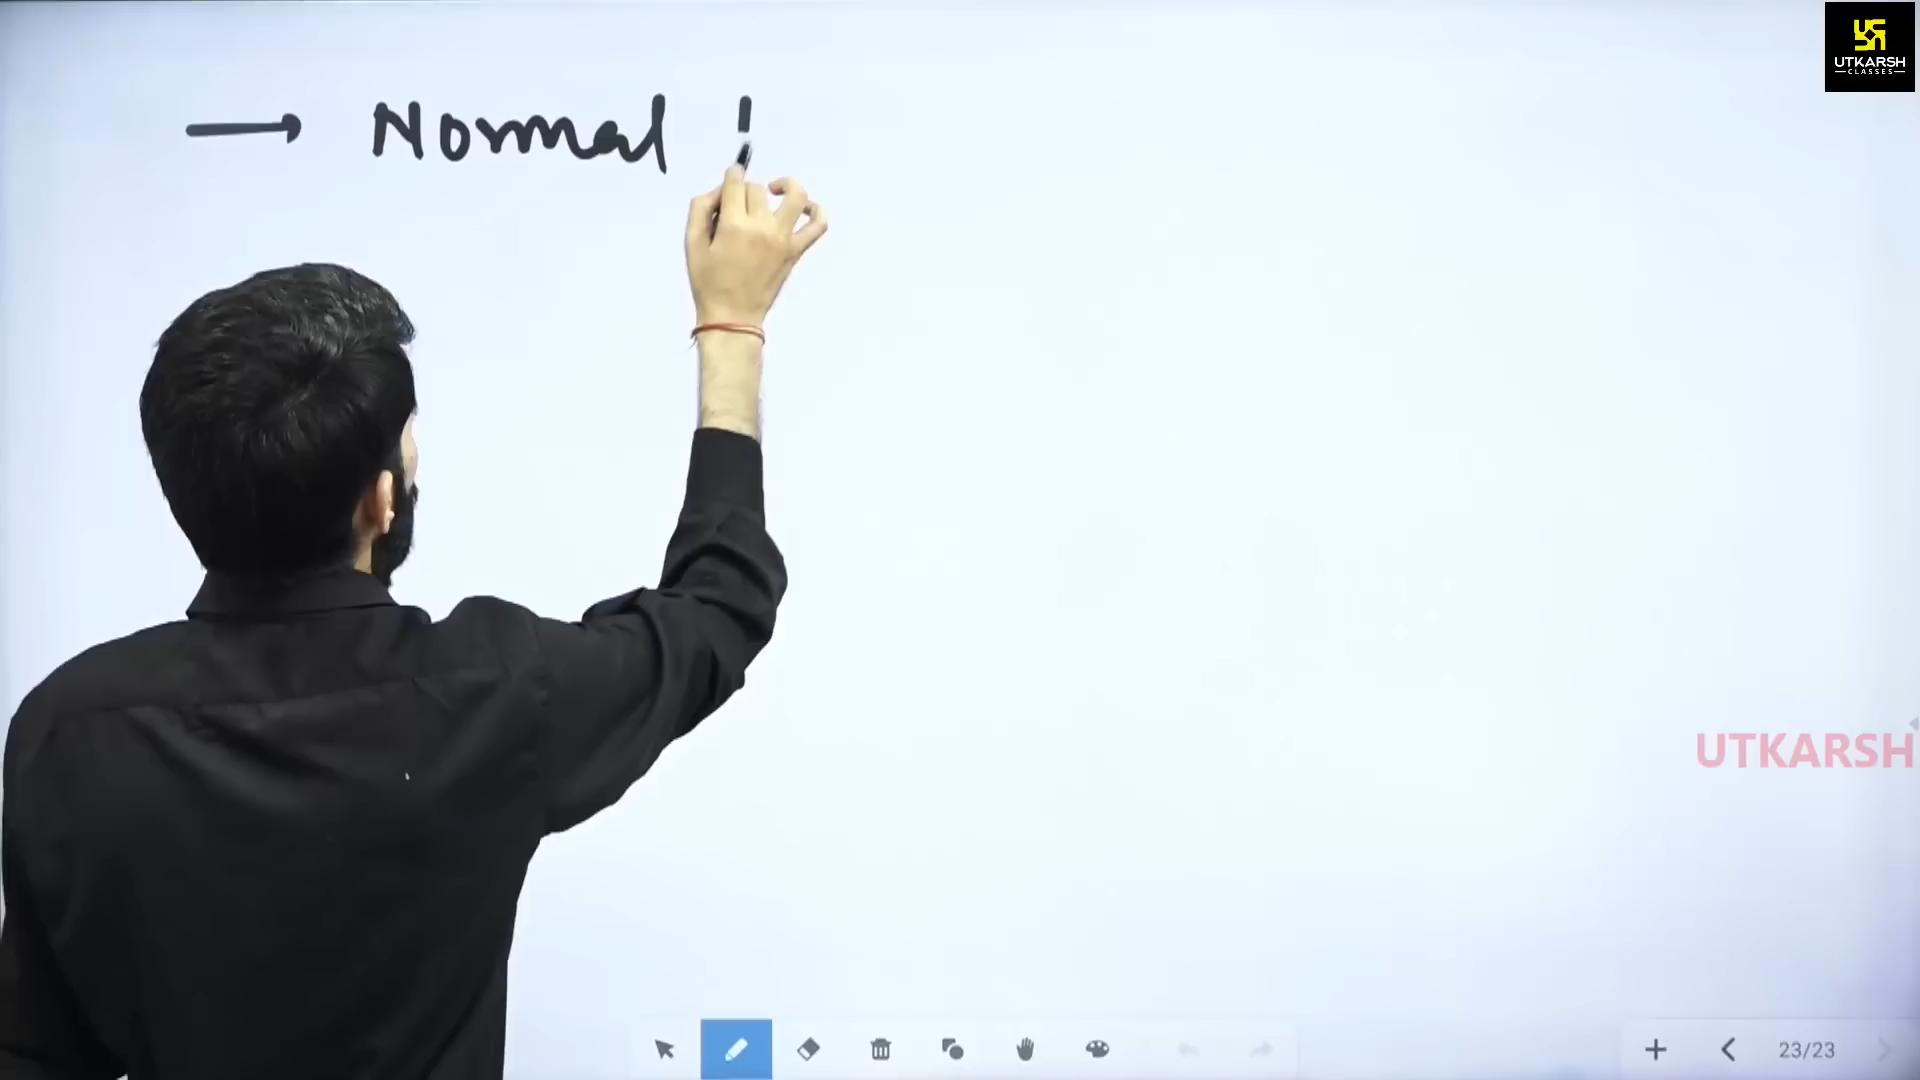 UTKARSH
CLASSES
→ Normal
UTKARSH
23/23